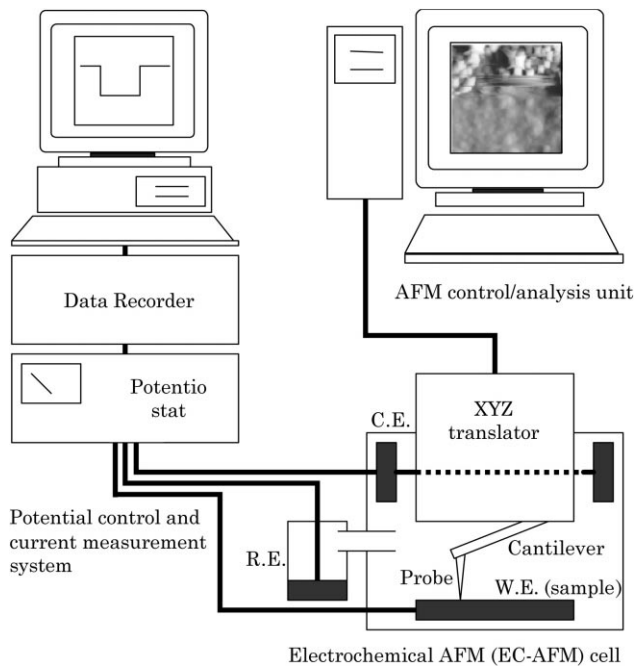 Data Recorder
Potentio
stat
Potential control and
current measurement
system
AFM control/analysis unit
C.E.
XYZ
translator
R.E.
Cantilever
Probe
W.E. (sample)
Electrochemical AFM (EC-AFM) cell